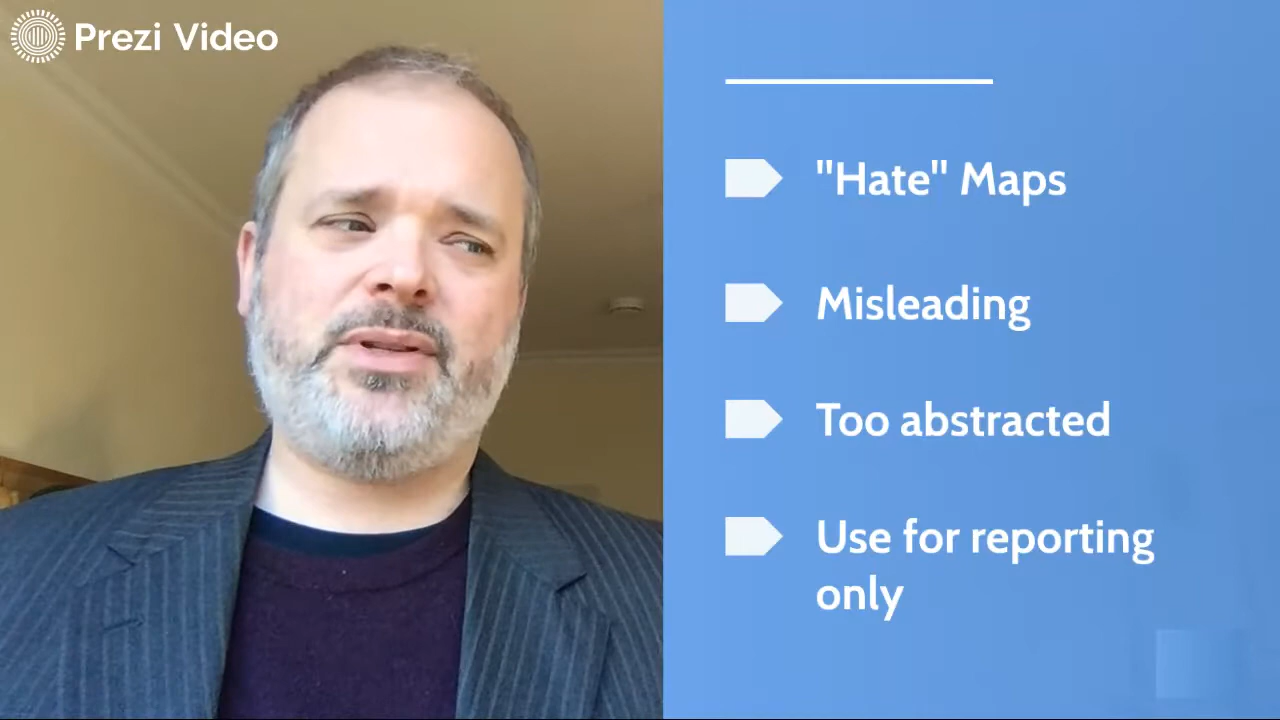 Prezi Video
"Hate" Maps
Misleading
Too abstracted
Use for reporting
only